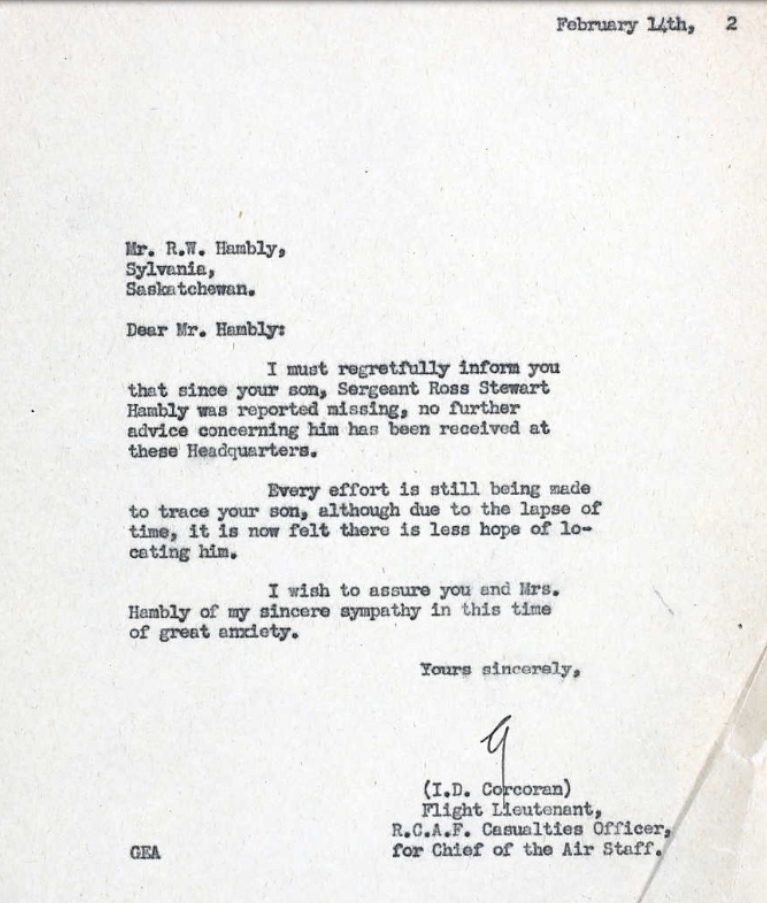 February 14th, 2
Mr. R.W. Hambly,
Sylvania,
Saskatchewan.
Dear Mr. Hambly:
I must regretfully inform you
that since your son, Sergeant Ross Stewart
Hambly was reported missing, no further
advice concerning him has been received at
these Headquarters.
Every effort is still being made
to trace your son, although due to the lapse of
time, it is now felt there is less hope of lo-
cating him.
I wish to assure you and Mrs.
Hambly of my sincere sympathy in this time
of great anxiety.
Yours sincerely,
(I.D. Corcoran)
Flight Lieutenant,
R.C.A.F. Casualties Officer,
GEA for Chief of the Air Staff.